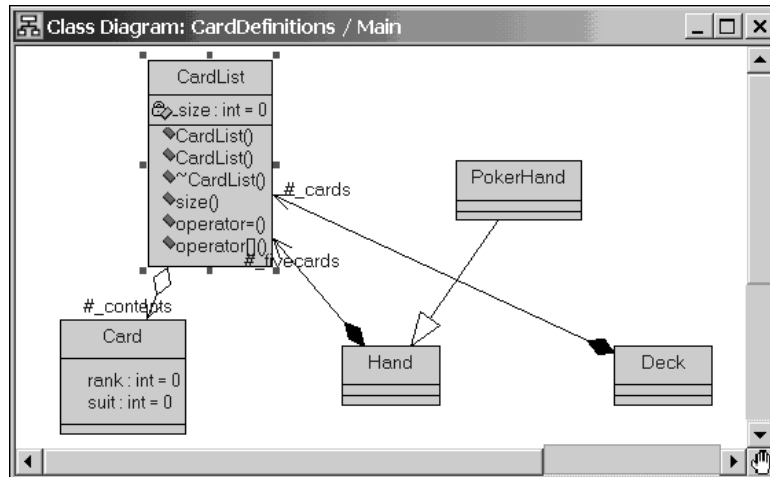 Class Diagram: CardDefinitions / Main
CardList
_size : int = 0
CardList()
CardList()
~CardList()
size()
operator=()
operator[]()
#_cards
#_fivecards
PokerHand
#_contents
Card
rank : int = 0
suit : int = 0
Hand
Deck